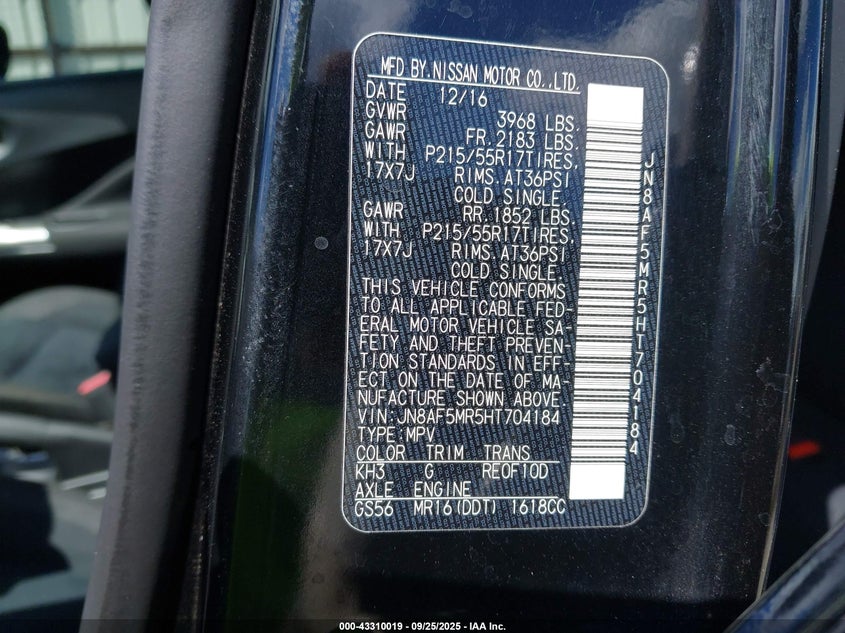 MFD BY.NISSAN MOTOR CO.,LTD.
DATE 12/16
GVWR 3968 LBS.
GAWR FR.2183 LBS.
WITH P215/55R17TIRES,
17X7J RIMS.AT36PSI
COLD SINGLE.
GAWR RR.1852 LBS.
WITH P215/55R17TIRES,
17X7J RIMS.AT36PSI
COLD SINGLE.
THIS VEHICLE CONFORMS
TO ALL APPLICABLE FED-
ERAL MOTOR VEHICLE SA-
FETY AND THEFT PREVEN-
TION STANDARDS IN EFF-
ECT ON THE DATE OF MA-
NUFACTURE SHOWN ABOVE.
VIN:JN8AF5MR5HT704184
TYPE:MPV
COLOR TRIM TRANS
KH3 G RE0F10D
AXLE ENGINE
GS56 MR16(DDT) 1618CC
JN8AF5MR5HT704184
000-43310019 - 09/25/2025 - IAA Inc.